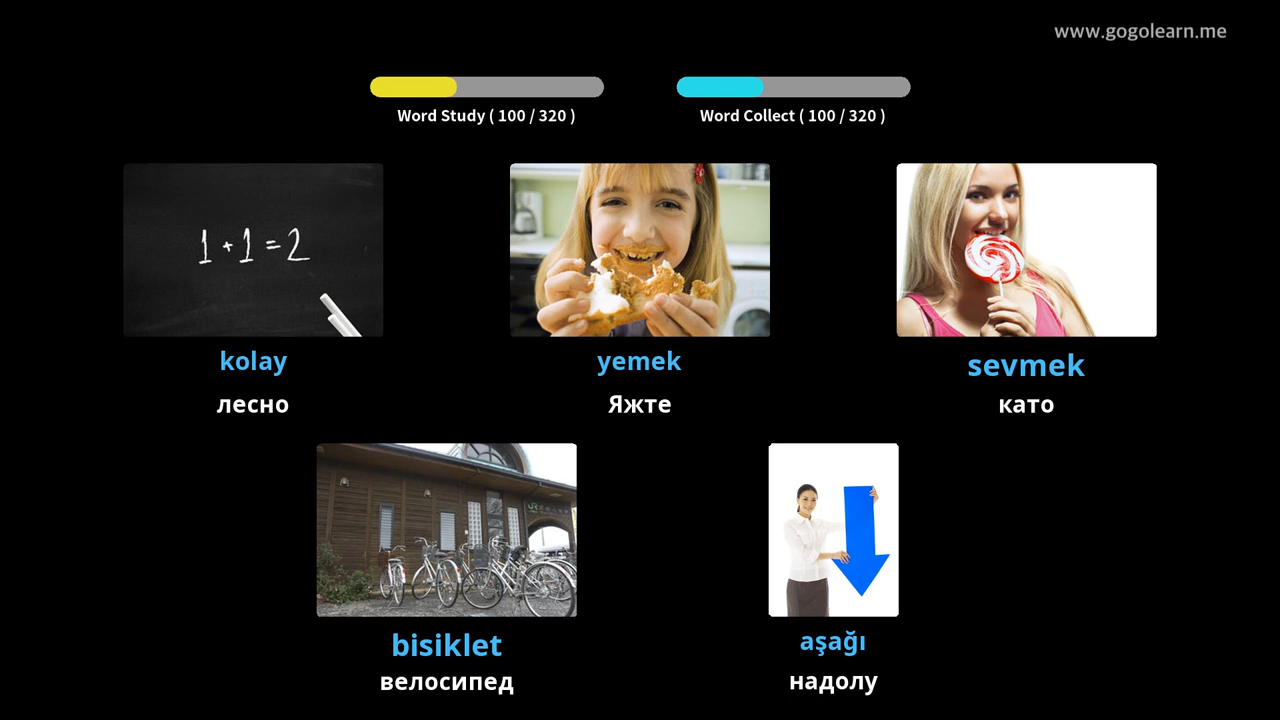 www.gogolearn.me
Word Study ( 100 / 320 )
Word Collect ( 100 / 320 )
1 + 1 = 2
kolay
yemek
sevmek
лесно
Яжте
като
JR
bisiklet
aşağı
велосипед
надолу